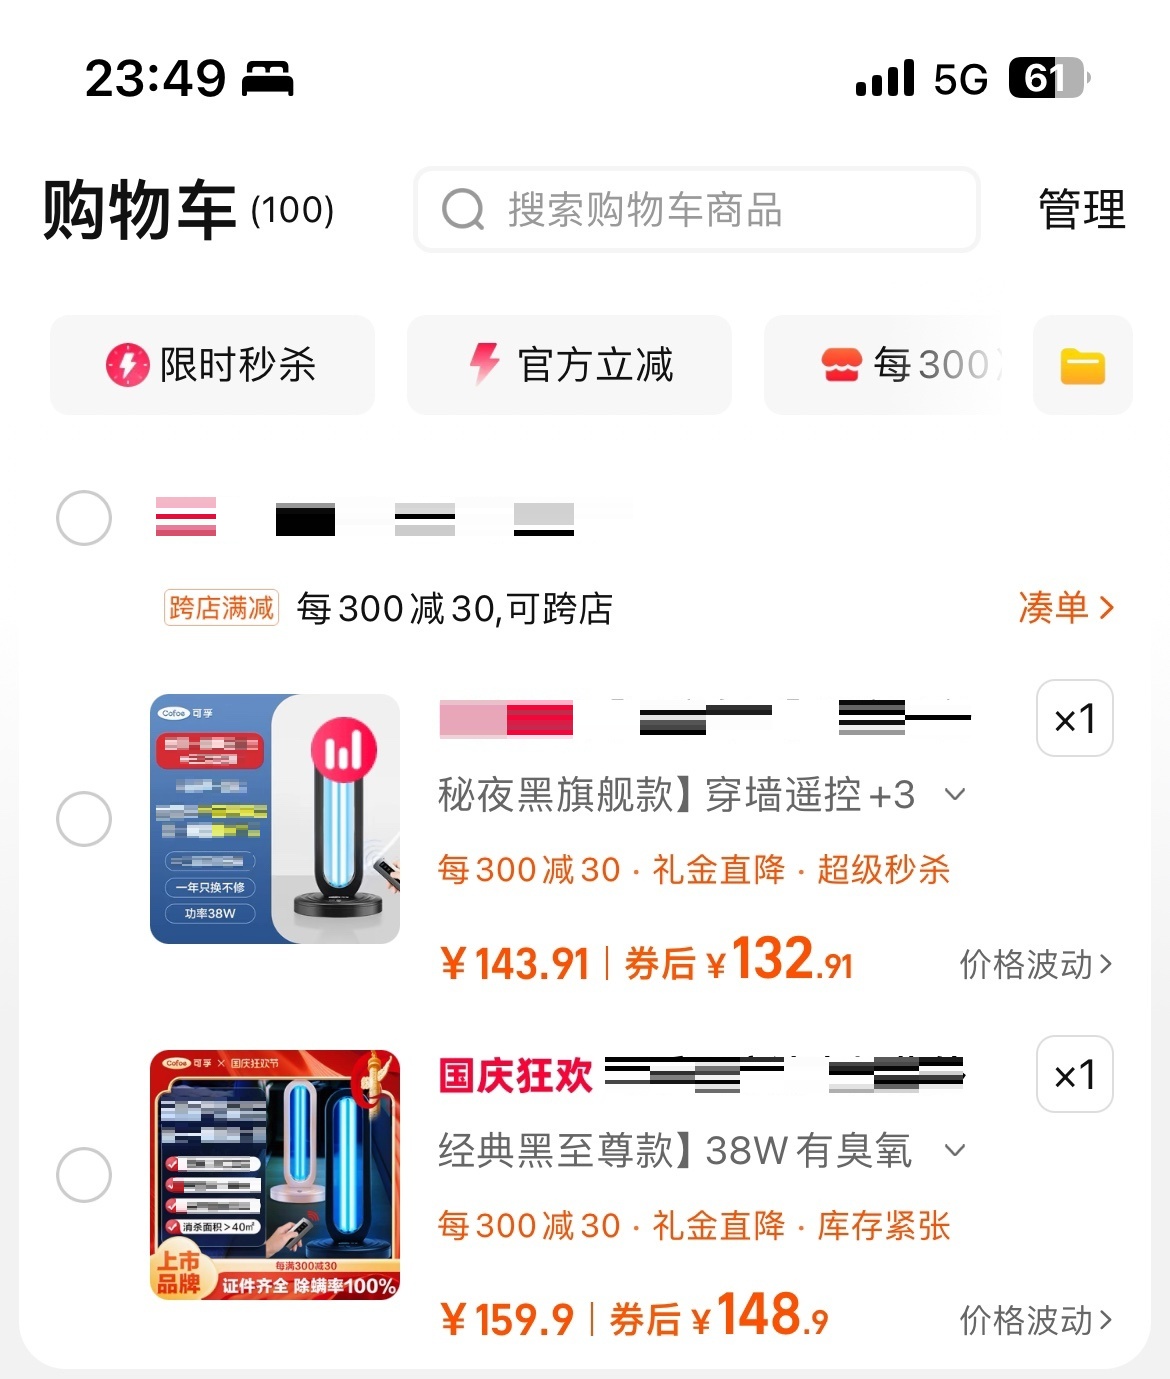 23:49 5G 61
购物车 (100) 搜索购物车商品 管理
限时秒杀 官方立减 每300
跨店满减 每300减30,可跨店 凑单 >
Cofoe 可孚
一年只换不修
功率38W
×1
秘夜黑旗舰款】穿墙遥控+3
每300减30 · 礼金直降 · 超级秒杀
¥143.91 券后 ¥132.91 价格波动 >
Cofoe 可孚 × 国庆狂欢节
消杀面积>40㎡
上市
品牌
每满300减30
证件齐全 除螨率100%
国庆狂欢
×1
经典黑至尊款】38W有臭氧
每300减30 · 礼金直降 · 库存紧张
¥159.9 券后 ¥148.9 价格波动 >